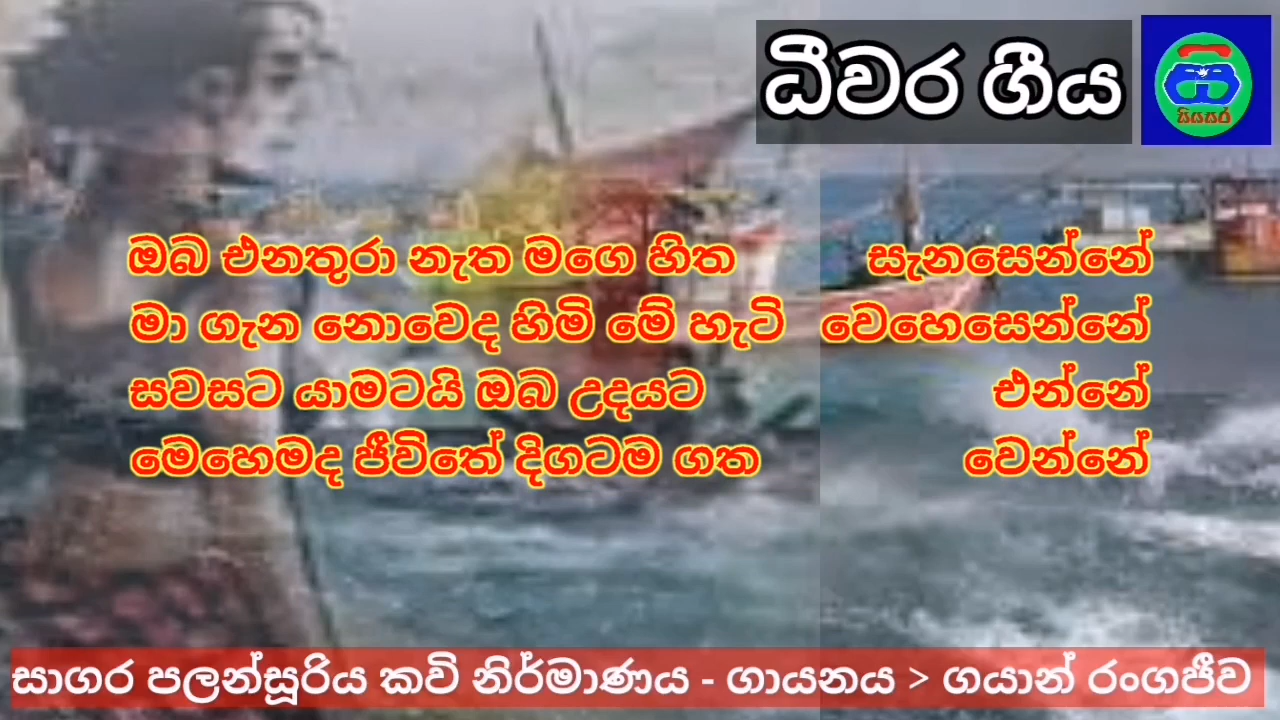 ධීවර ගීය
සියසර
ඔබ එනතුරා නැත මගෙ හිත සැනසෙන්නේ
මා ගැන නොවෙද හිමි මේ හැටි වෙහෙසෙන්නේ
සවසට යාමටයි ඔබ උදයට එන්නේ
මෙහෙමද ජීවිතේ දිගටම ගත වෙන්නේ
සාගර පලන්සූරිය කවි නිර්මාණය - ගායනය > ගයාන් රංගජීව